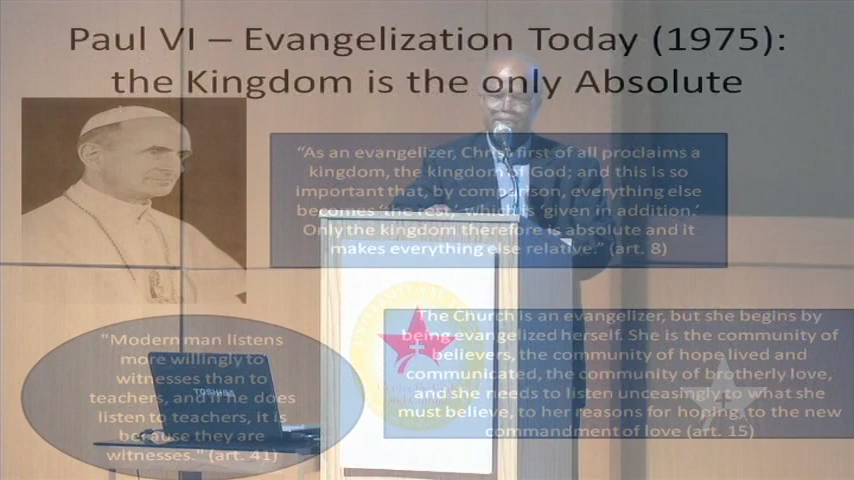 Paul VI – Evangelization Today (1975):
the Kingdom is the only Absolute
“As an evangelizer, Christ first of all proclaims a
kingdom, the kingdom of God; and this is so
important that, by comparison, everything else
becomes ‘the rest,’ which is ‘given in addition.’
Only the kingdom therefore is absolute and it
makes everything else relative.” (art. 8)
The Church is an evangelizer, but she begins by
being evangelized herself. She is the community of
believers, the community of hope lived and
communicated, the community of brotherly love,
and she needs to listen unceasingly to what she
must believe, to her reasons for hoping, to the new
commandment of love (art. 15)
"Modern man listens
more willingly to
witnesses than to
teachers, and if he does
listen to teachers, it is
because they are
witnesses." (art. 41)
TOSHIBA